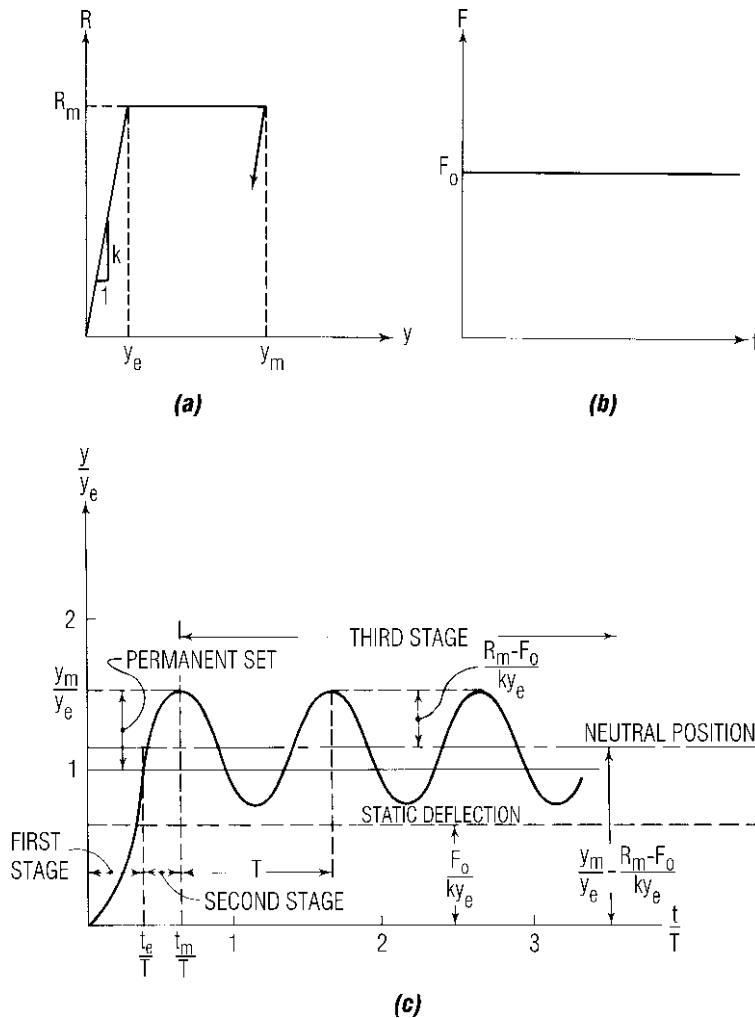 R
R_m
k
1
y_e
y_m
y
(a)
F
F_o
t
(b)
y/y_e
2
THIRD STAGE
PERMANENT SET
R_m-F_o/ky_e
y_m/y_e
NEUTRAL POSITION
1
STATIC DEFLECTION
FIRST STAGE
T
F_o/ky_e
y_m/y_e - R_m-F_o/ky_e
SECOND STAGE
t_e/T
t_m/T
1
2
3
t/T
(c)